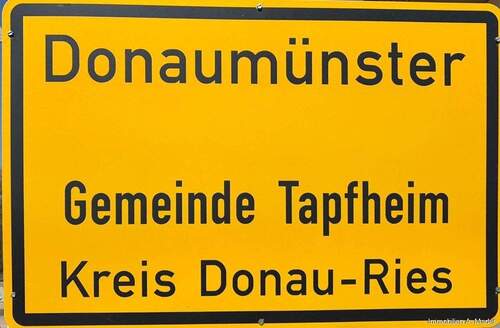 Donaumünster
Gemeinde Tapfheim
Kreis Donau-Ries